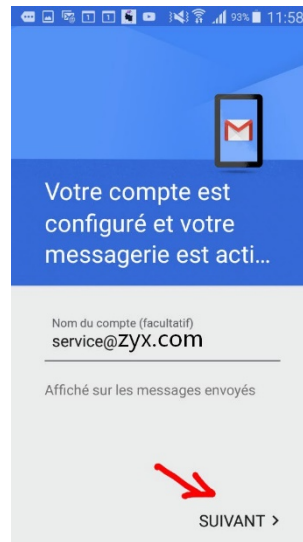 93% 11:58
Votre compte est
configuré et votre
messagerie est acti...
Nom du compte (facultatif)
service@zyx.com
Affiché sur les messages envoyés
SUIVANT >